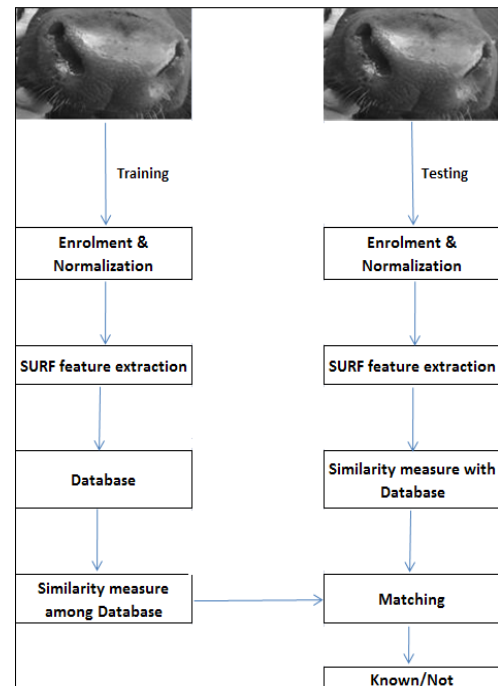 Training
Testing
Enrolment &
Normalization
Enrolment &
Normalization
SURF feature extraction
SURF feature extraction
Database
Similarity measure with
Database
Similarity measure
among Database
Matching
Known/Not